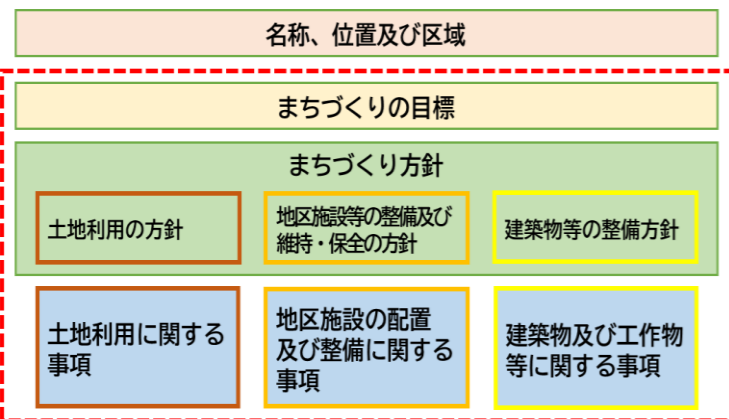 名称、位置及び区域
まちづくりの目標
まちづくり方針
土地利用の方針
地区施設等の整備及び
維持・保全の方針
建築物等の整備方針
土地利用に関する
事項
地区施設の配置
及び整備に関する
事項
建築物及び工作物
等に関する事項